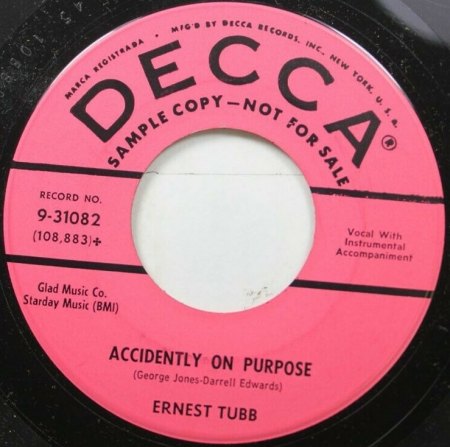 MARCA REGISTRADA • MF'G BY DECCA RECORDS, INC., NEW YORK, U. S. A.
DECCA®
SAMPLE COPY—NOT FOR SALE
RECORD NO.
9-31082
(108,883)+
Vocal With
Instrumental
Accompaniment
Glad Music Co.
Starday Music (BMI)
ACCIDENTLY ON PURPOSE
(George Jones-Darrell Edwards)
ERNEST TUBB